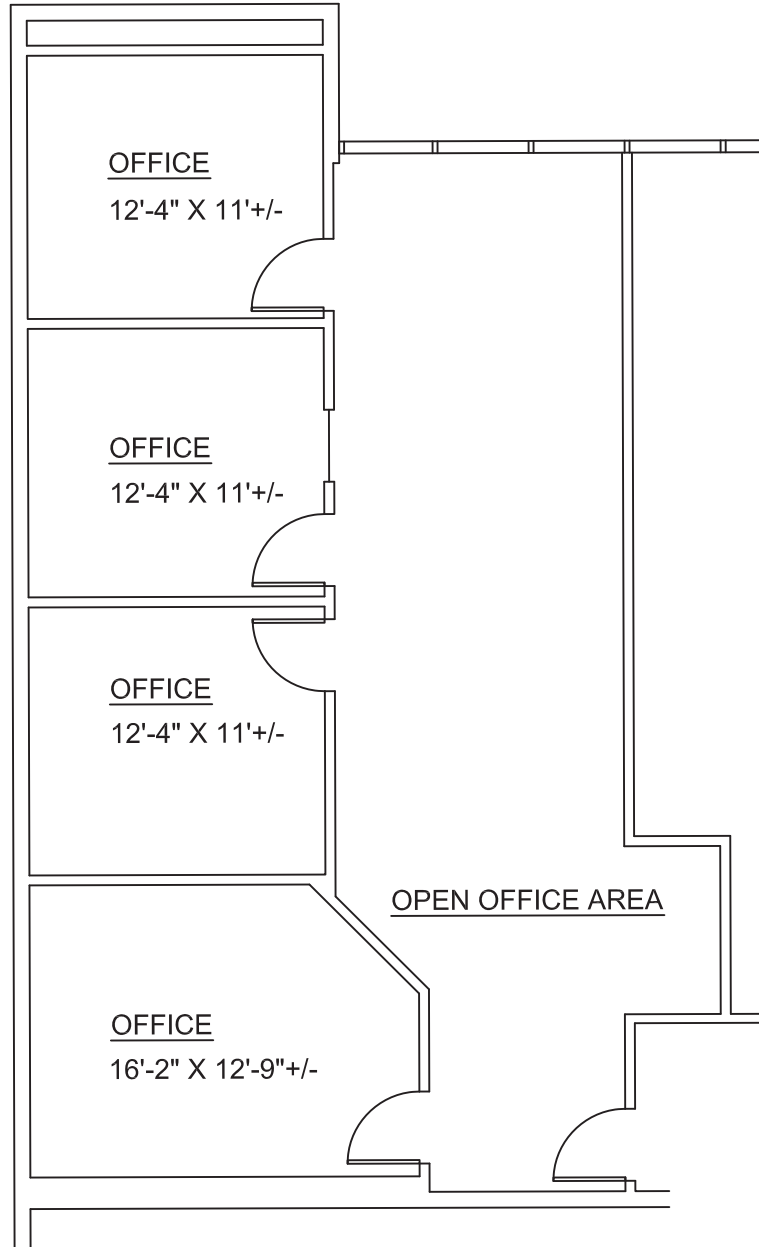 OFFICE
12'-4" X 11'+/-
OFFICE
12'-4" X 11'+/-
OFFICE
12'-4" X 11'+/-
OPEN OFFICE AREA
OFFICE
16'-2" X 12'-9"+/-